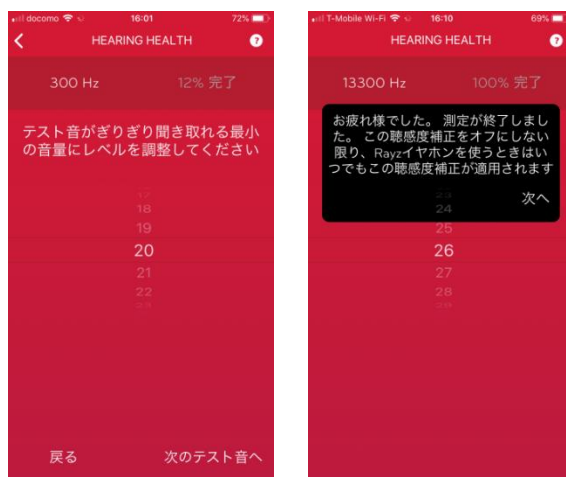 docomo 16:01 72%
HEARING HEALTH ?
300 Hz 12% 完了
テスト音がぎりぎり聞き取れる最小
の音量にレベルを調整してください
17
18
19
20
21
22
23
戻る 次のテスト音へ
T-Mobile Wi-Fi 16:10 69%
HEARING HEALTH ?
13300 Hz 100% 完了
お疲れ様でした。 測定が終了しまし
た。 この聴感度補正をオフにしない
限り、Rayzイヤホンを使うときはい
つでもこの聴感度補正が適用されます
次へ
23
24
25
26
27
28
29